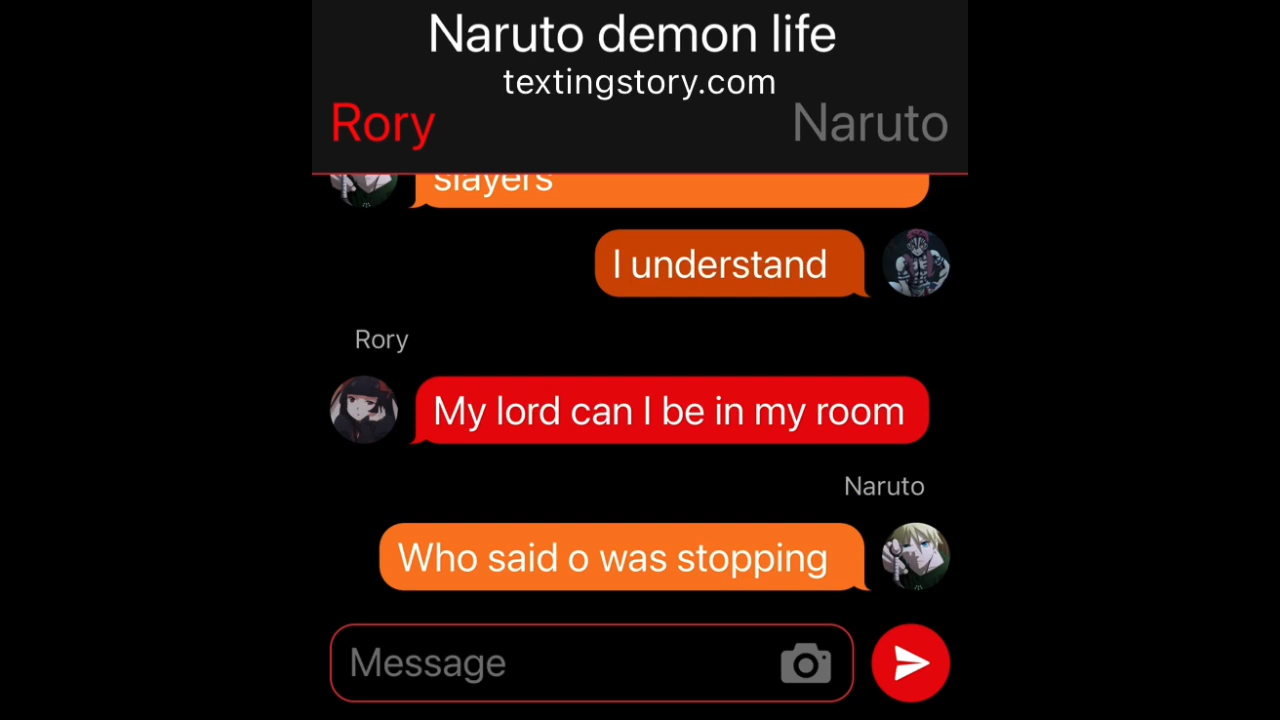 Naruto demon life
textingstory.com
Rory
Naruto
slayers
I understand
Rory
My lord can I be in my room
Naruto
Who said o was stopping
Message